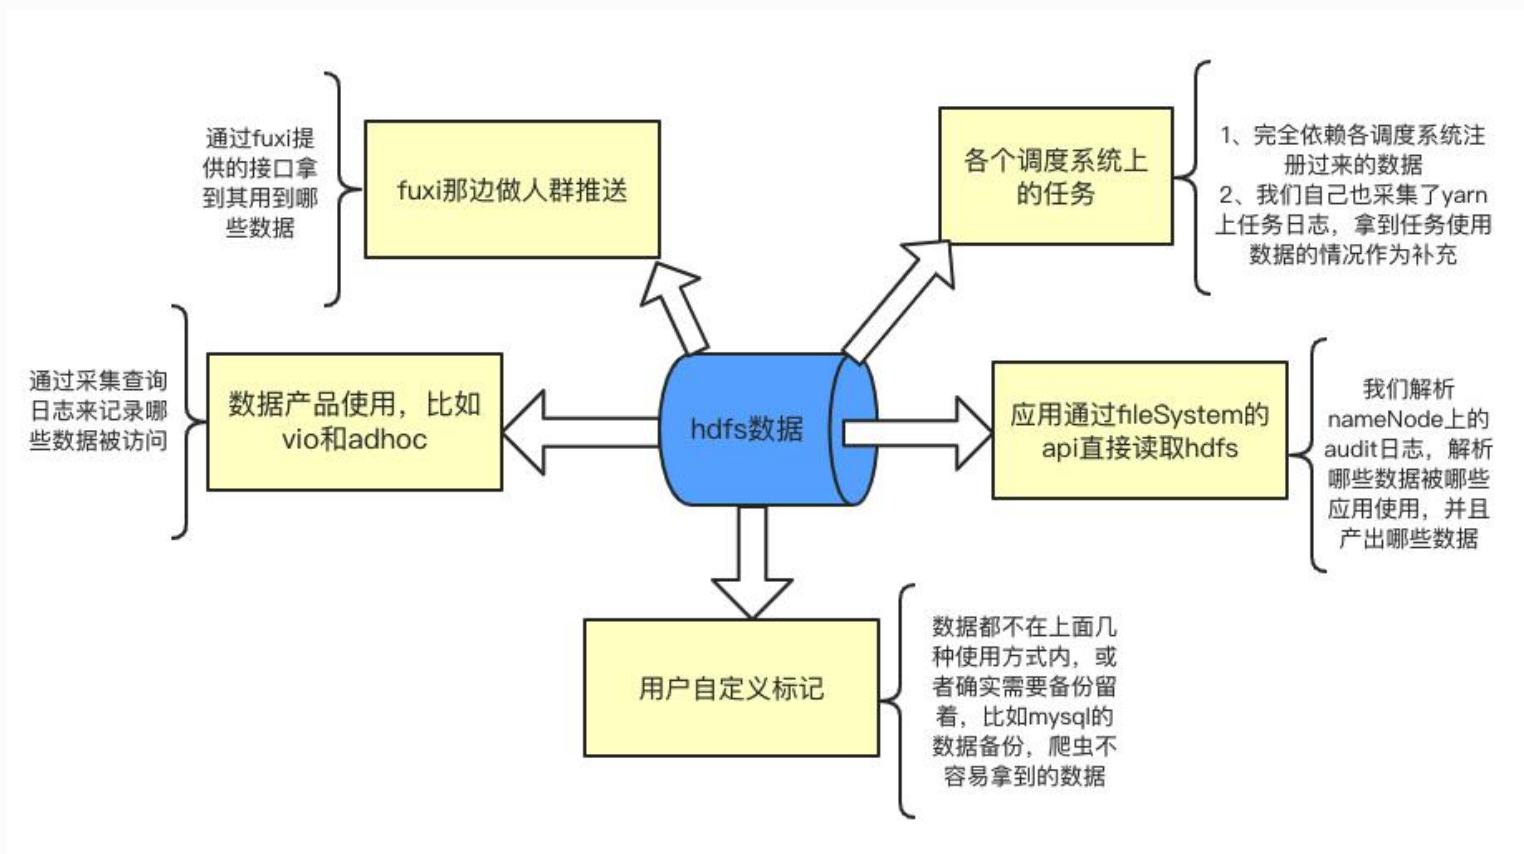 通过fuxi提
供的接口拿
到其用到哪
些数据
fuxi那边做人群推送
各个调度系统上
的任务
1、完全依赖各调度系统注
册过来的数据
2、我们自己也采集了yarn
上任务日志，拿到任务使用
数据的情况作为补充
通过采集查询
日志来记录哪
些数据被访问
数据产品使用，比如
vio和adhoc
hdfs数据
应用通过fileSystem的
api直接读取hdfs
我们解析
nameNode上的
audit日志，解析
哪些数据被哪些
应用使用，并且
产出哪些数据
用户自定义标记
数据都不在上面几
种使用方式内，或
者确实需要备份留
着，比如mysql的
数据备份，爬虫不
容易拿到的数据